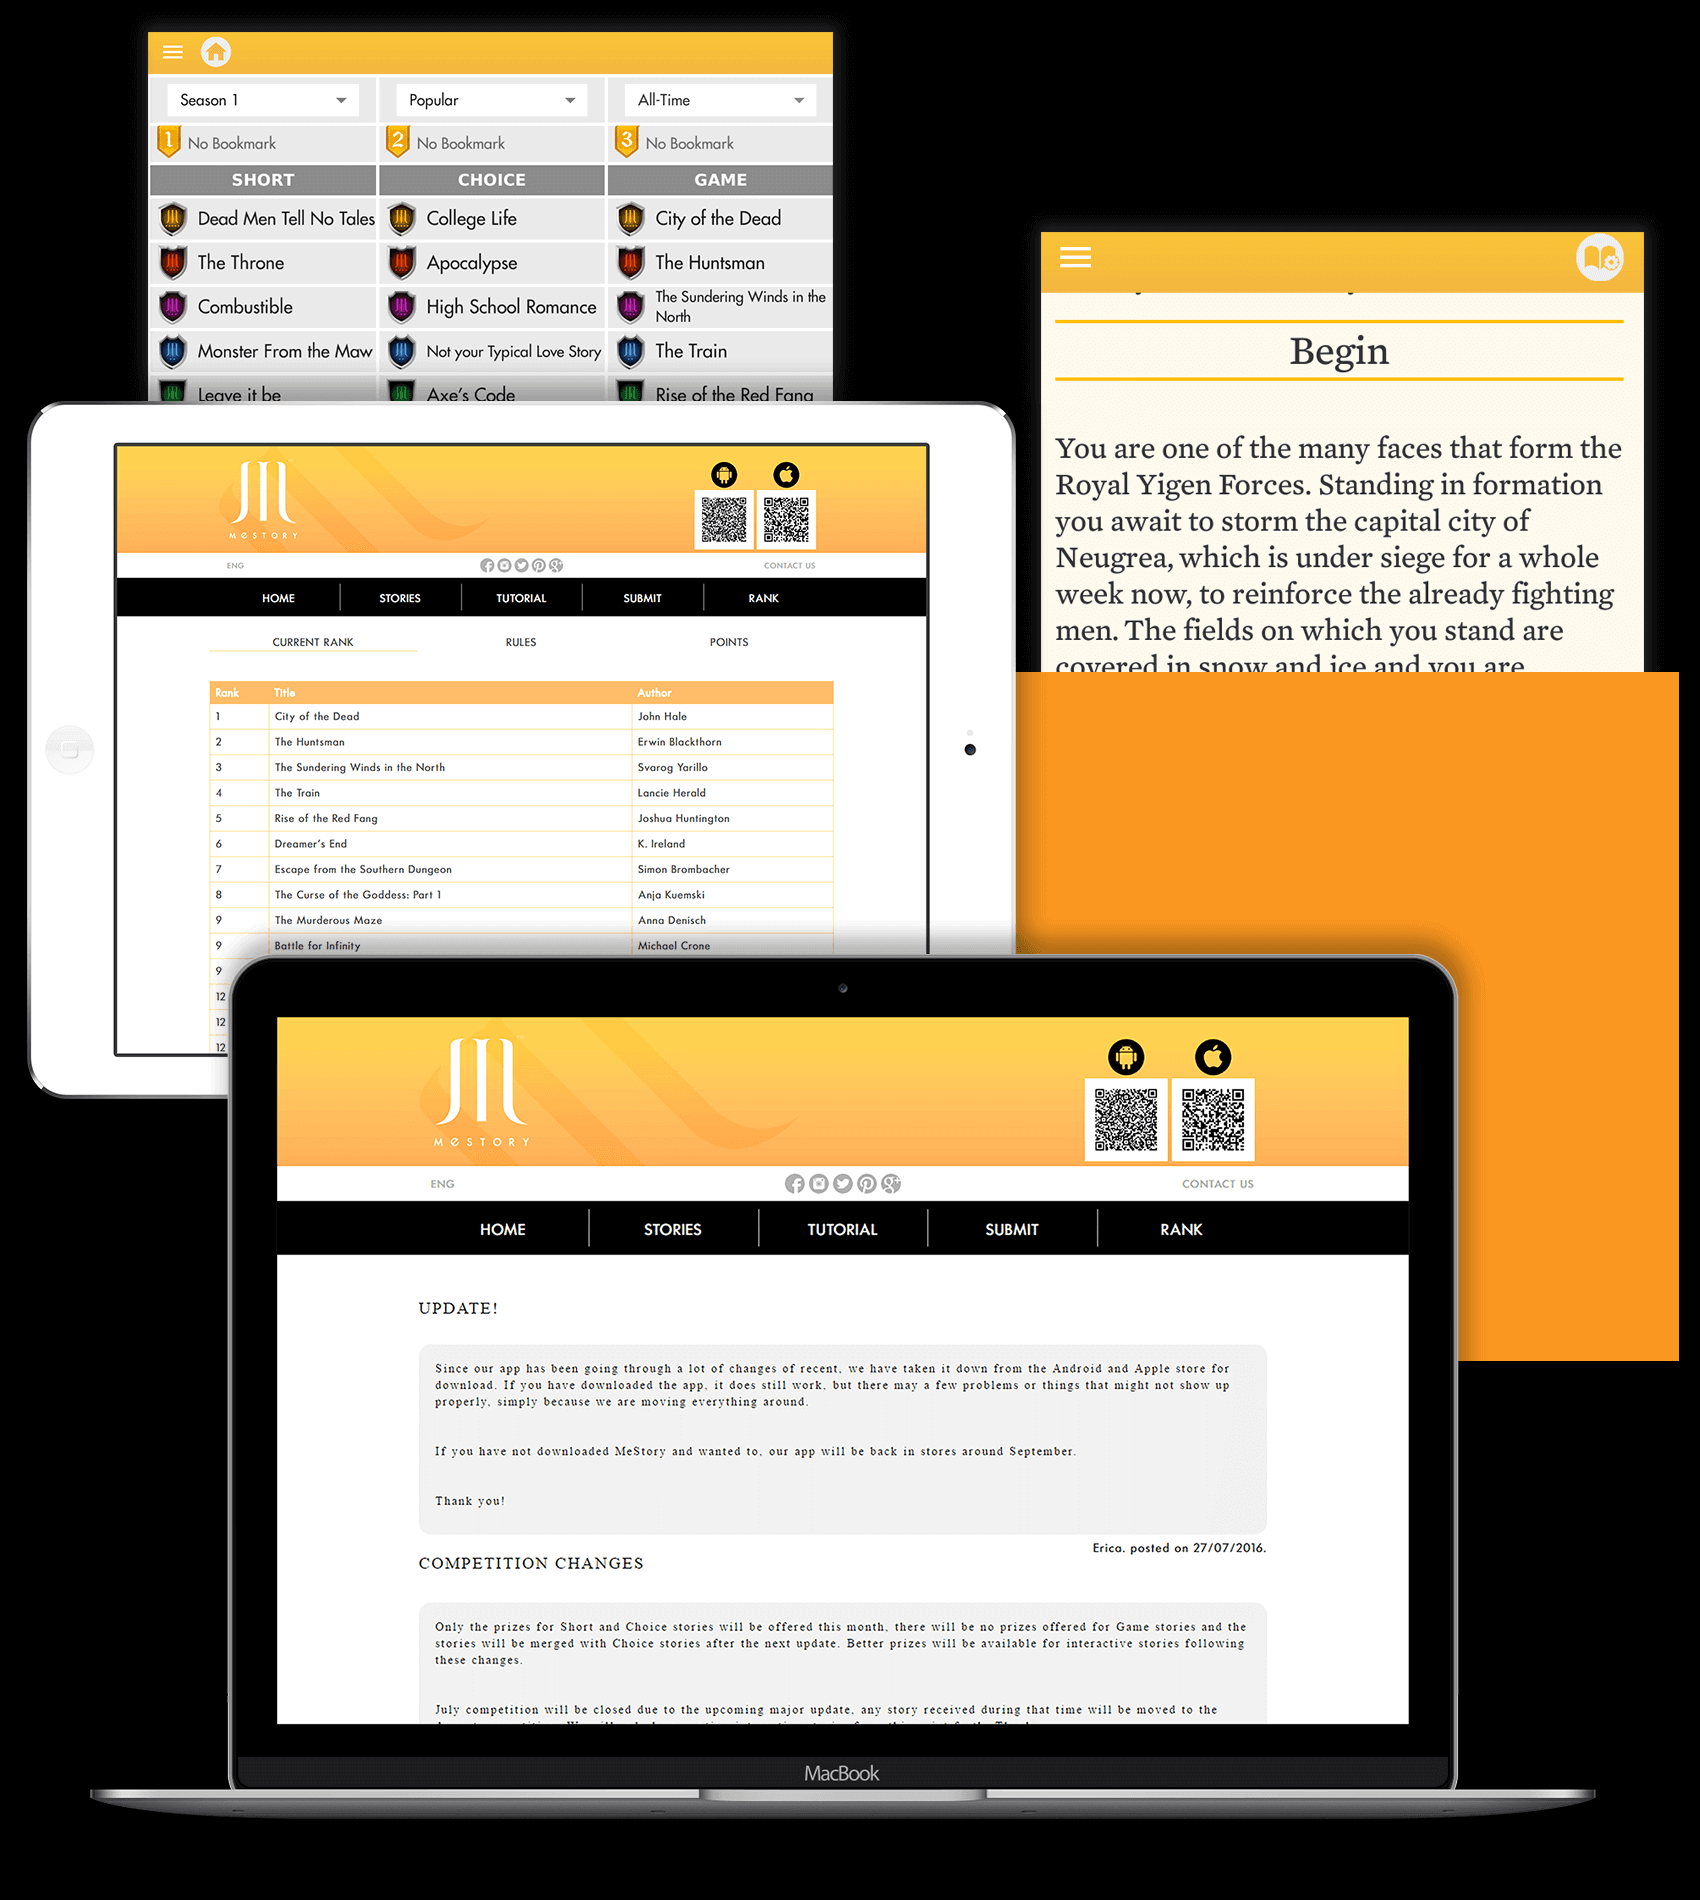 Season 1
Popular
All-Time
1 No Bookmark
2 No Bookmark
3 No Bookmark
SHORT
CHOICE
GAME
Dead Men Tell No Tales
College Life
City of the Dead
The Throne
Apocalypse
The Huntsman
Combustible
High School Romance
The Sundering Winds in the
North
Monster From the Maw
Not your Typical Love Story
The Train
Leave it be
Axe's Code
Rise of the Red Fang
Begin
You are one of the many faces that form the
Royal Yigen Forces. Standing in formation
you await to storm the capital city of
Neugrea, which is under siege for a whole
week now, to reinforce the already fighting
men. The fields on which you stand are
covered in snow and ice and you are
MeSTORY
ENG
CONTACT US
HOME
STORIES
TUTORIAL
SUBMIT
RANK
CURRENT RANK
RULES
POINTS
Rank Title Author
1 City of the Dead John Hale
2 The Huntsman Erwin Blackthorn
3 The Sundering Winds in the North Svarog Yarillo
4 The Train Lancie Herald
5 Rise of the Red Fang Joshua Huntington
6 Dreamer's End K. Ireland
7 Escape from the Southern Dungeon Simon Brombacher
8 The Curse of the Goddess: Part 1 Anja Kuemski
9 The Murderous Maze Anna Denisch
9 Battle for Infinity Michael Crone
9
12
12
12
MeSTORY
ENG
CONTACT US
HOME
STORIES
TUTORIAL
SUBMIT
RANK
UPDATE!
Since our app has been going through a lot of changes of recent, we have taken it down from the Android and Apple store for
download. If you have downloaded the app, it does still work, but there may a few problems or things that might not show up
properly, simply because we are moving everything around.
If you have not downloaded MeStory and wanted to, our app will be back in stores around September.
Thank you!
Erica, posted on 27/07/2016.
COMPETITION CHANGES
Only the prizes for Short and Choice stories will be offered this month, there will be no prizes offered for Game stories and the
stories will be merged with Choice stories after the next update. Better prizes will be available for interactive stories following
these changes.
July competition will be closed due to the upcoming major update, any story received during that time will be moved to the
MacBook